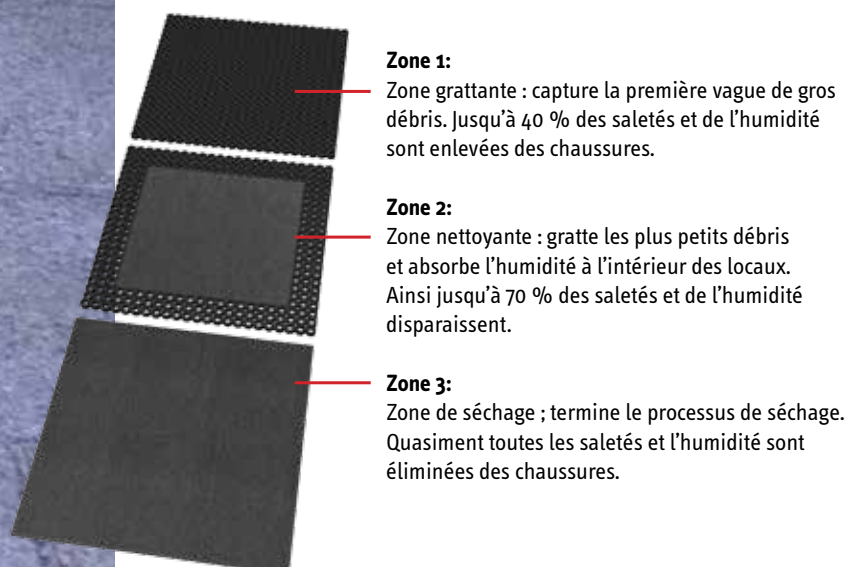 Zone 1:
Zone grattante : capture la première vague de gros
débris. Jusqu'à 40 % des saletés et de l'humidité
sont enlevées des chaussures.
Zone 2:
Zone nettoyante : gratte les plus petits débris
et absorbe l'humidité à l'intérieur des locaux.
Ainsi jusqu'à 70 % des saletés et de l'humidité
disparaissent.
Zone 3:
Zone de séchage ; termine le processus de séchage.
Quasiment toutes les saletés et l'humidité sont
éliminées des chaussures.